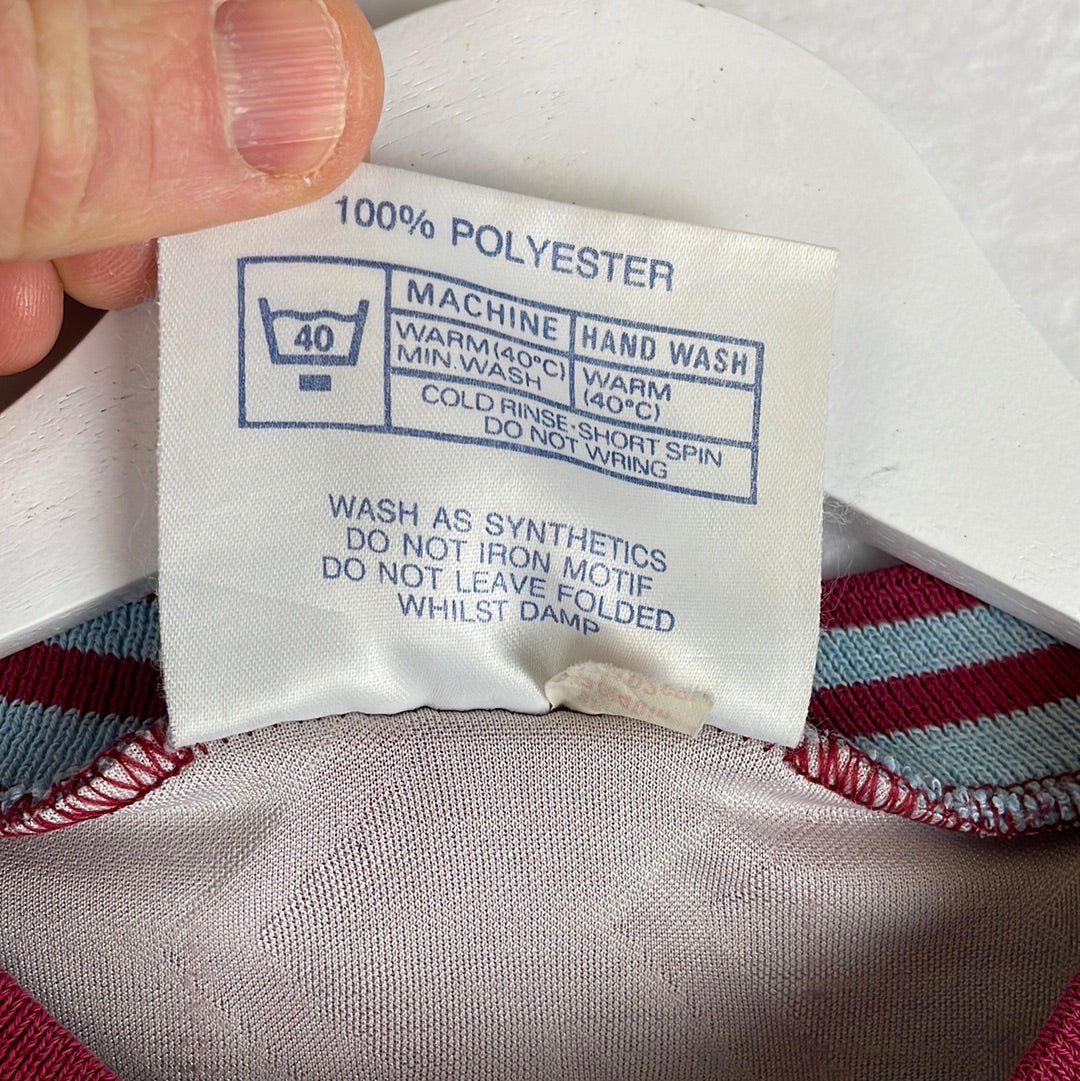 100% POLYESTER
40
MACHINE
HAND WASH
WARM (40°C)
MIN. WASH
WARM
(40°C)
COLD RINSE·SHORT SPIN
DO NOT WRING
WASH AS SYNTHETICS
DO NOT IRON MOTIF
DO NOT LEAVE FOLDED
WHILST DAMP